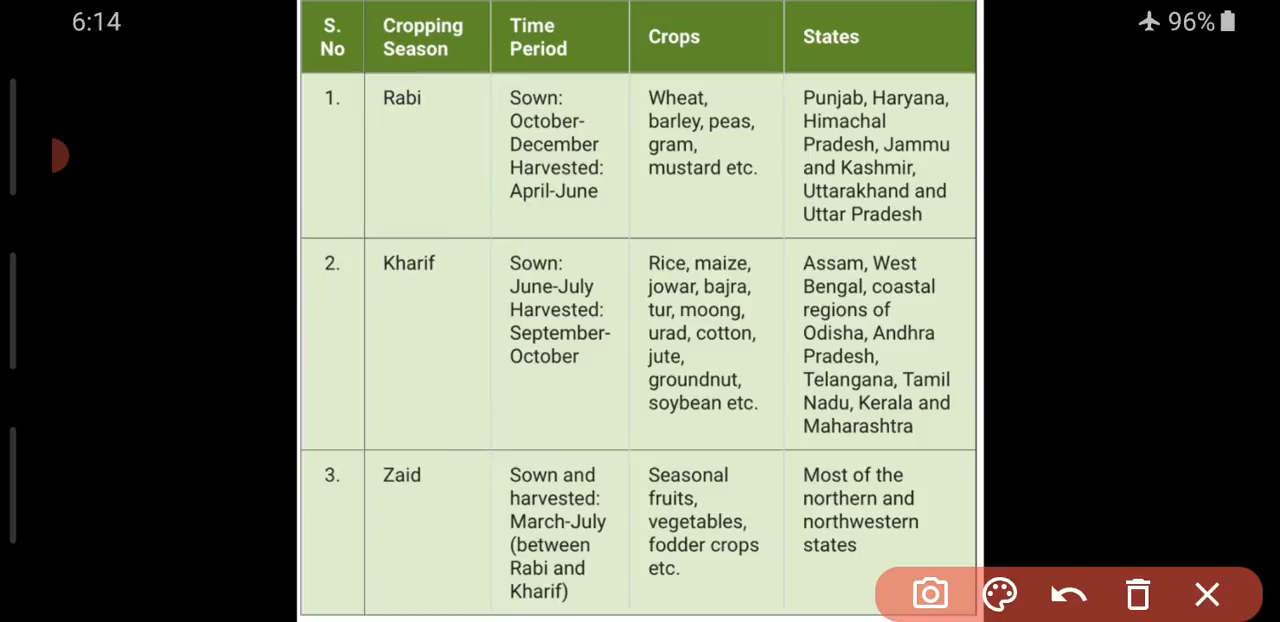 6:14
96%
S. No
Cropping Season
Time Period
Crops
States
1.
Rabi
Sown:
October-
December
Harvested:
April-June
Wheat,
barley, peas,
gram,
mustard etc.
Punjab, Haryana,
Himachal
Pradesh, Jammu
and Kashmir,
Uttarakhand and
Uttar Pradesh
2.
Kharif
Sown:
June-July
Harvested:
September-
October
Rice, maize,
jowar, bajra,
tur, moong,
urad, cotton,
jute,
groundnut,
soybean etc.
Assam, West
Bengal, coastal
regions of
Odisha, Andhra
Pradesh,
Telangana, Tamil
Nadu, Kerala and
Maharashtra
3.
Zaid
Sown and
harvested:
March-July
(between
Rabi and
Kharif)
Seasonal
fruits,
vegetables,
fodder crops
etc.
Most of the
northern and
northwestern
states